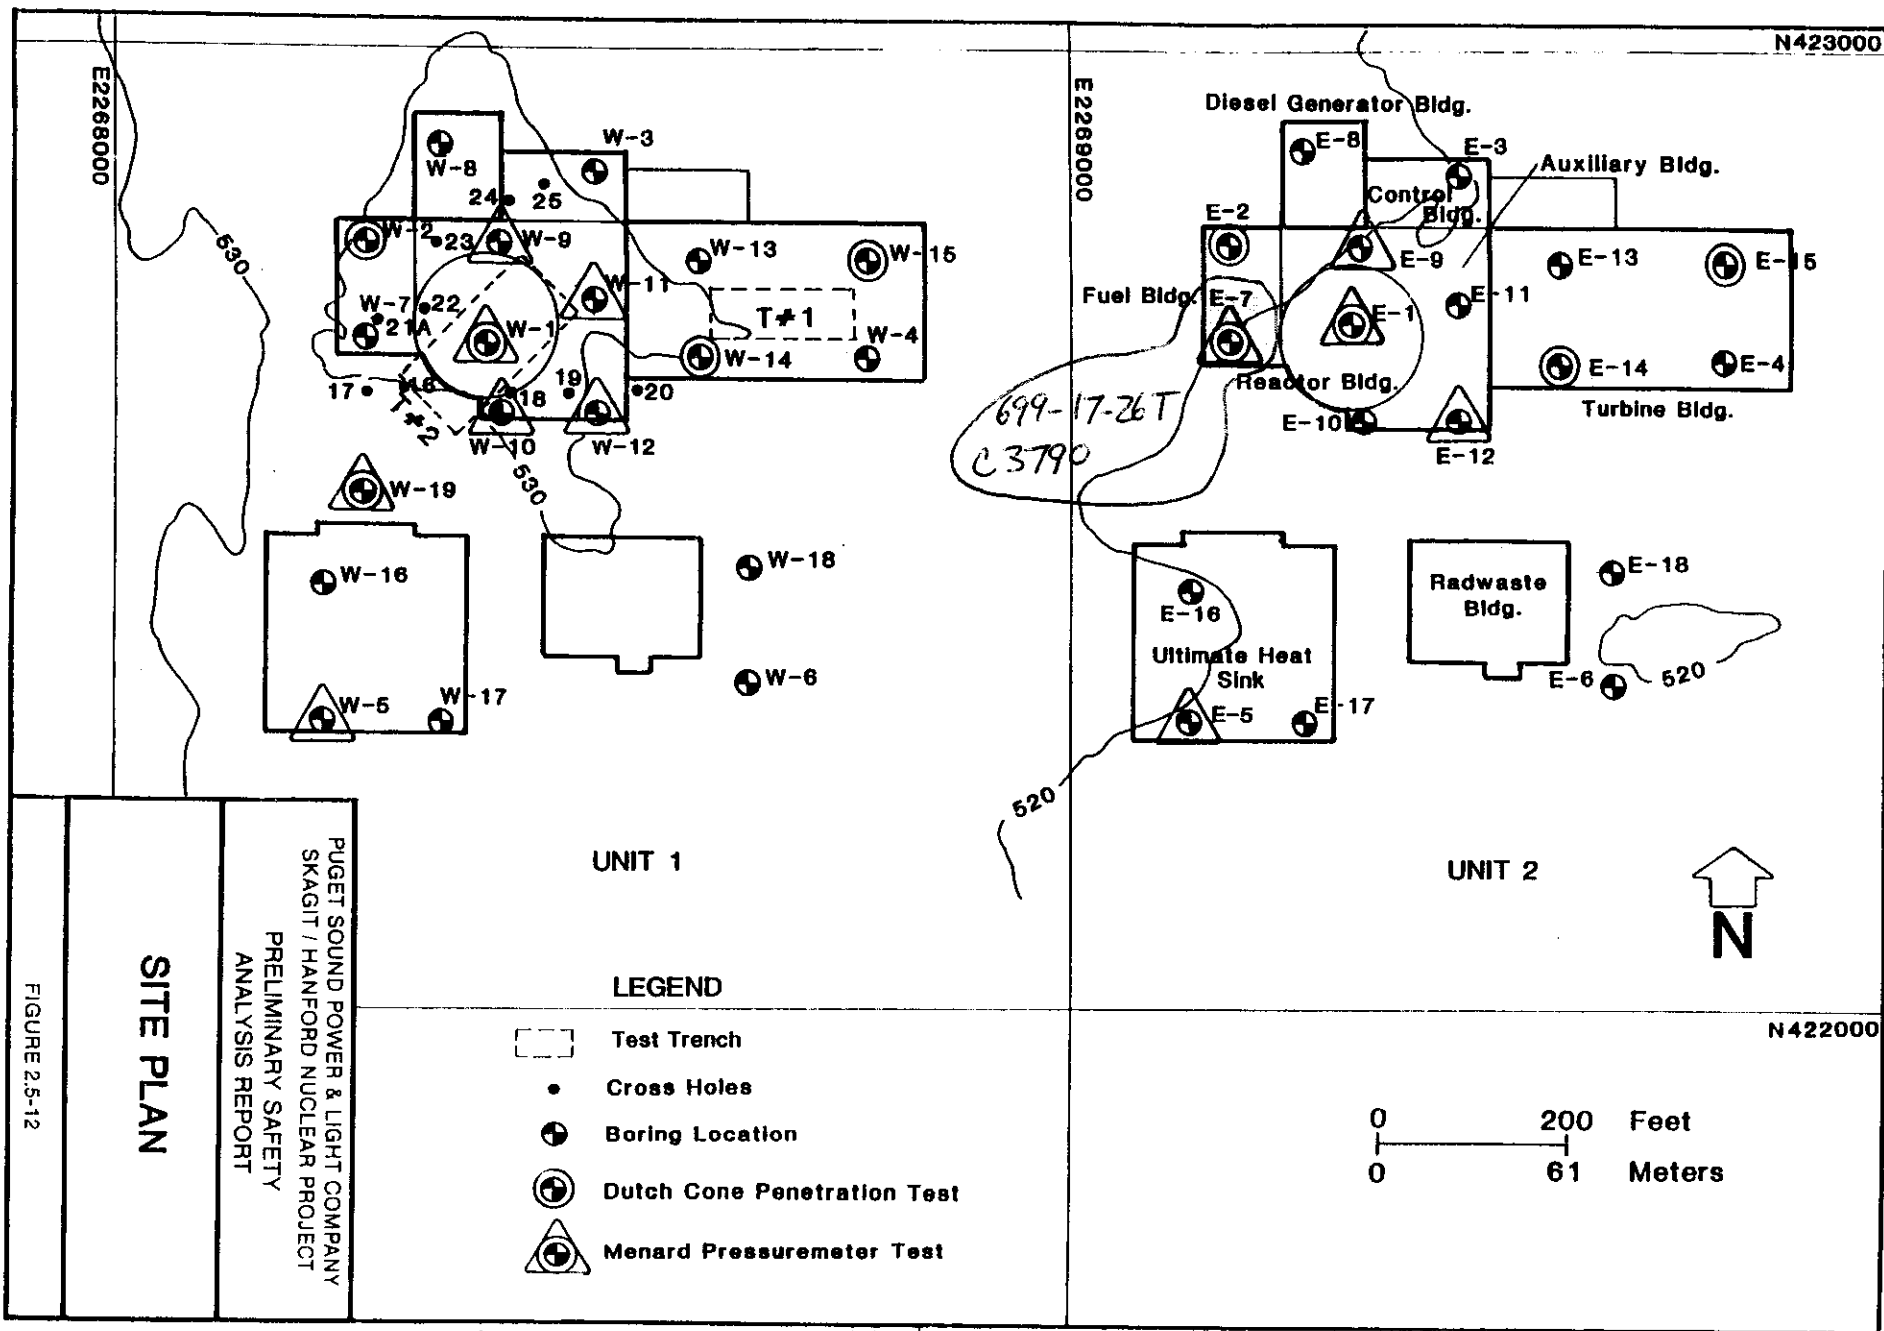 N423000
E2268000
E2269000
Diesel Generator Bldg.
W-3
W-8
E-8
E-3
Auxiliary Bldg.
24
25
Control
Bldg.
W-2
23
W-9
W-13
W-15
E-2
E-9
E-13
E-15
530
W-7
22
W-11
Fuel Bldg.
E-7
E-11
21A
W-1
T#1
W-4
E-1
W-14
E-14
E-4
17
16
18
19
20
Reactor Bldg.
T#2
699-17-26T
C3790
Turbine Bldg.
W-10
W-12
E-10
E-12
530
W-19
W-16
W-18
E-16
Radwaste
Bldg.
E-18
Ultimate Heat
Sink
W-5
W-17
W-6
E-5
E-17
E-6
520
520
UNIT 1
UNIT 2
N
N422000
LEGEND
Test Trench
Cross Holes
Boring Location
Dutch Cone Penetration Test
Menard Pressuremeter Test
0 200 Feet
0 61 Meters
PUGET SOUND POWER & LIGHT COMPANY
SKAGIT / HANFORD NUCLEAR PROJECT
PRELIMINARY SAFETY
ANALYSIS REPORT
SITE PLAN
FIGURE 2.5-12